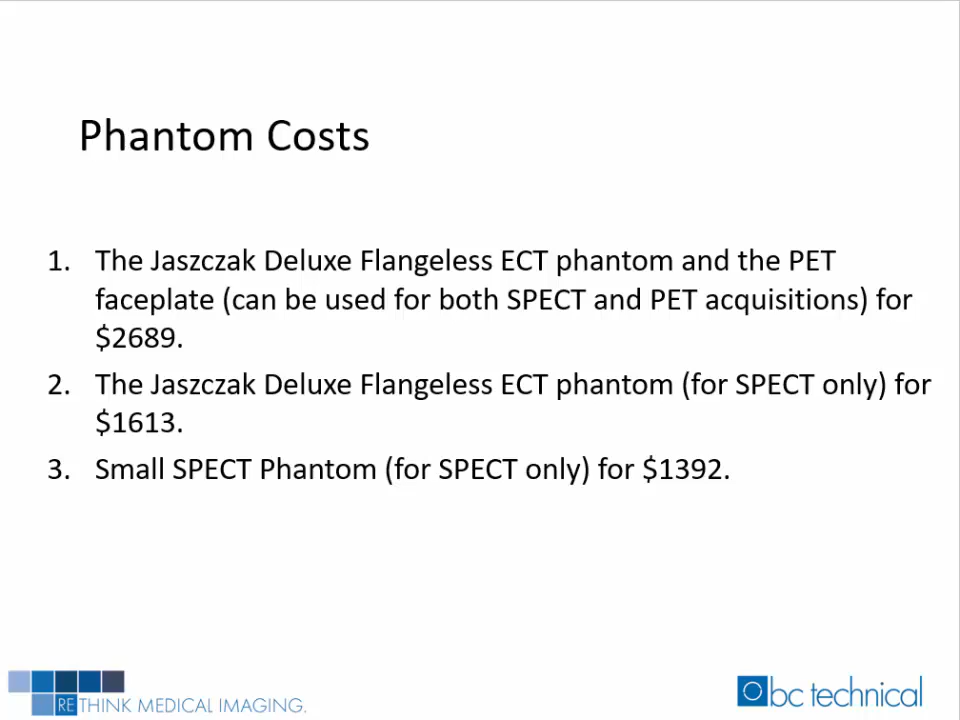 Phantom Costs
1. The Jaszczak Deluxe Flangeless ECT phantom and the PET
faceplate (can be used for both SPECT and PET acquisitions) for
$2689.
2. The Jaszczak Deluxe Flangeless ECT phantom (for SPECT only) for
$1613.
3. Small SPECT Phantom (for SPECT only) for $1392.
RETHINK MEDICAL IMAGING.
bc technical